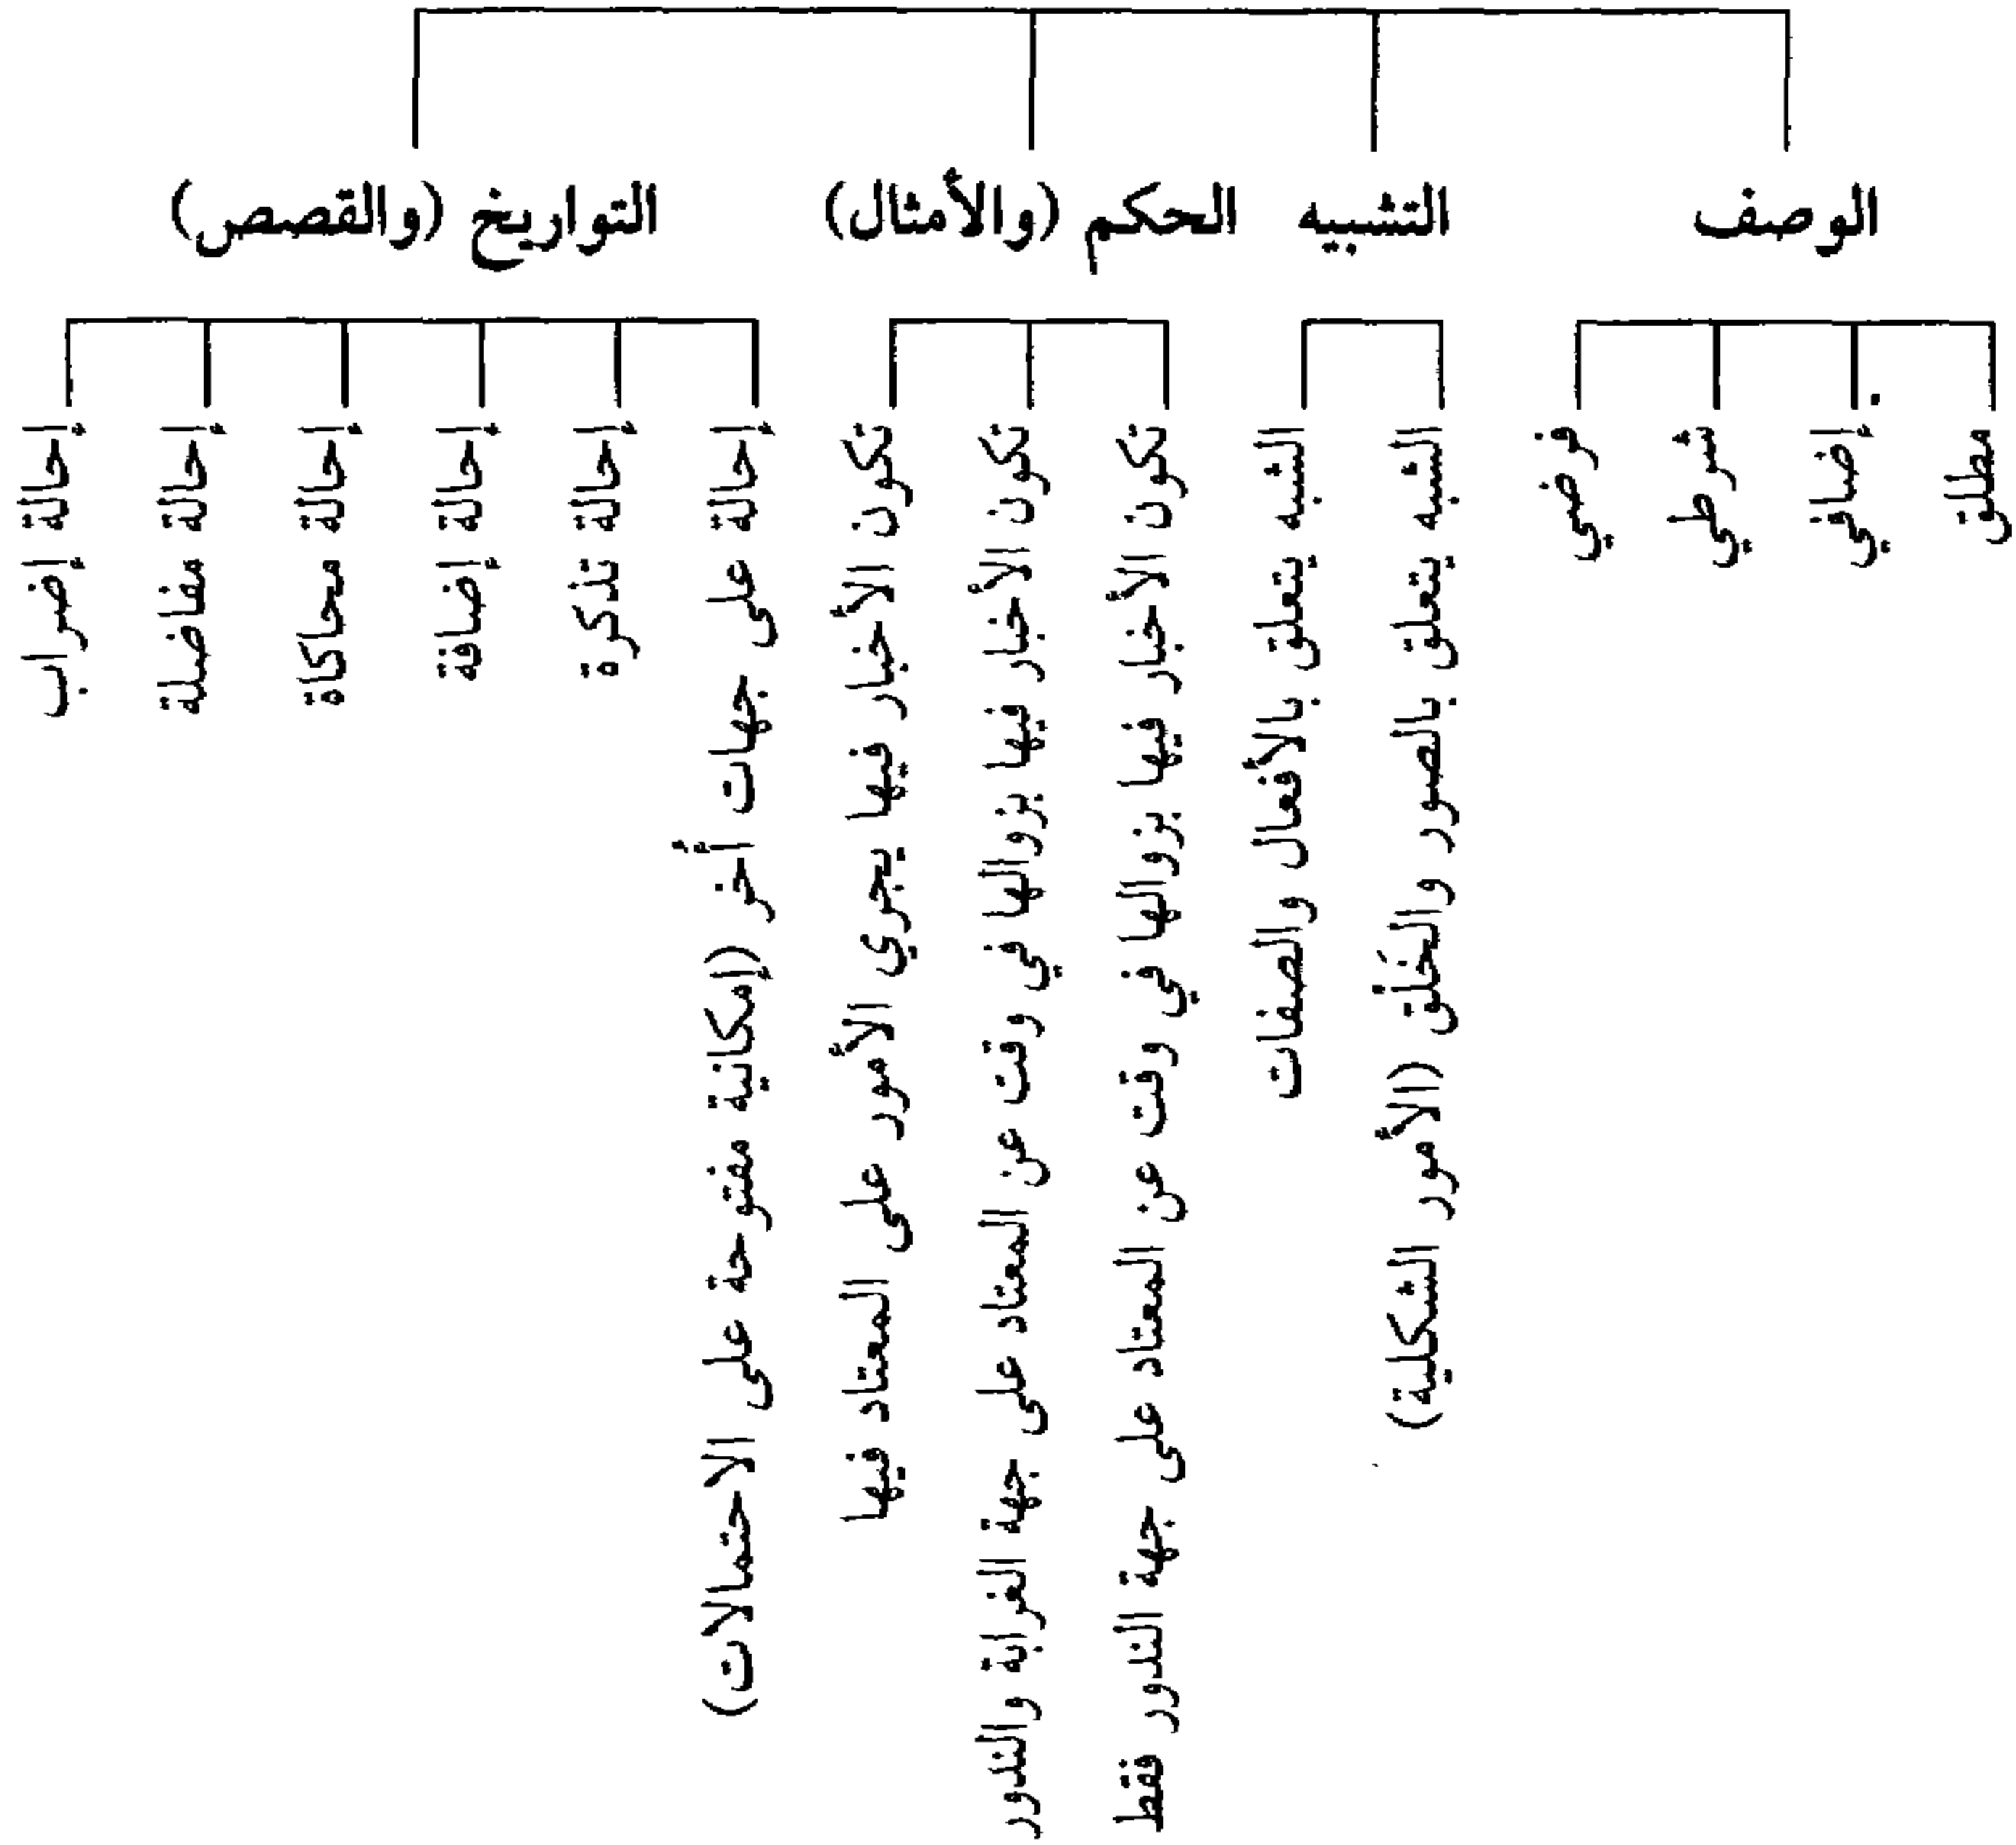 الوصف
التشبيه
الحكم (والأمثال)
التواريخ (والقصص)
مطلق
إضافي
شرطي
فرضي
الشبه يتعلق بالصور والخَلْق (الأمور الشكلية)
الشبه يتعلق بالأفعال والصفات
تكون الأخبار فيها بزوالها في وقت عن المعتاد على جهة الندور فقط
تكون الأخبار فيها بزوالها في وقت عن المعتاد على جهة الغرابة والندور
تكون الأخبار فيها يجري الأمور على المعتاد فيها
إحالة على جهات أُخر (إمكانية مفتوحة على الاحتمالات)
إحالة تذكرة
إحالة إضافة
إحالة محاكاة
إحالة مفاضلة
إحالة إضراب